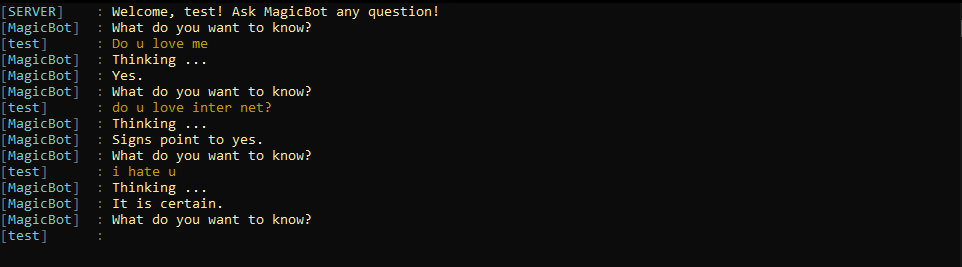 [SERVER]    : Welcome, test! Ask MagicBot any question!
[MagicBot]  : What do you want to know?
[test]      : Do u love me
[MagicBot]  : Thinking ...
[MagicBot]  : Yes.
[MagicBot]  : What do you want to know?
[test]      : do u love inter net?
[MagicBot]  : Thinking ...
[MagicBot]  : Signs point to yes.
[MagicBot]  : What do you want to know?
[test]      : i hate u
[MagicBot]  : Thinking ...
[MagicBot]  : It is certain.
[MagicBot]  : What do you want to know?
[test]      :